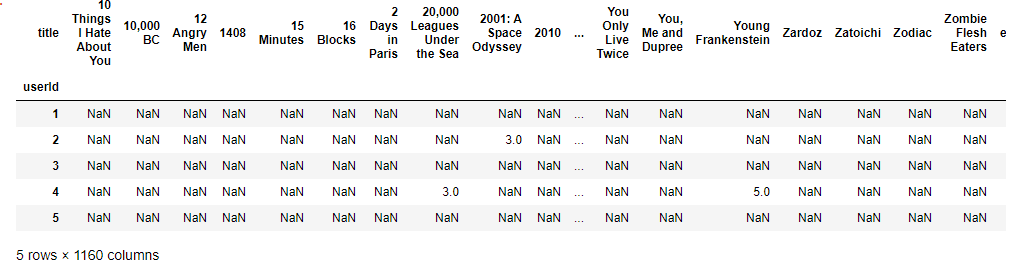 title 10 Things I Hate About You 10,000 BC 12 Angry Men 1408 15 Minutes 16 Blocks 2 Days in Paris 20,000 Leagues Under the Sea 2001: A Space Odyssey 2010 ... You Only Live Twice You, Me and Dupree Young Frankenstein Zardoz Zatoichi Zodiac Zombie Flesh Eaters e
userId
1 NaN NaN NaN NaN NaN NaN NaN NaN NaN NaN ... NaN NaN NaN NaN NaN NaN NaN
2 NaN NaN NaN NaN NaN NaN NaN NaN 3.0 NaN ... NaN NaN NaN NaN NaN NaN NaN
3 NaN NaN NaN NaN NaN NaN NaN NaN NaN NaN ... NaN NaN NaN NaN NaN NaN NaN
4 NaN NaN NaN NaN NaN NaN NaN 3.0 NaN NaN ... NaN NaN 5.0 NaN NaN NaN NaN
5 NaN NaN NaN NaN NaN NaN NaN NaN NaN NaN ... NaN NaN NaN NaN NaN NaN NaN
5 rows × 1160 columns